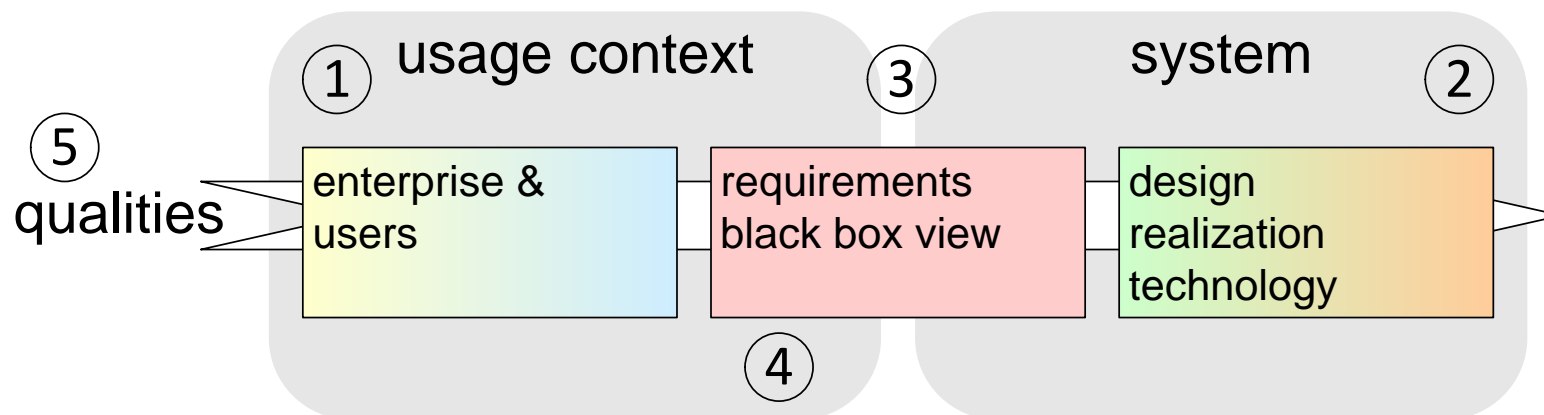 usage context
system
1
3
2
5
qualities
enterprise &
users
requirements
black box view
design
realization
technology
4